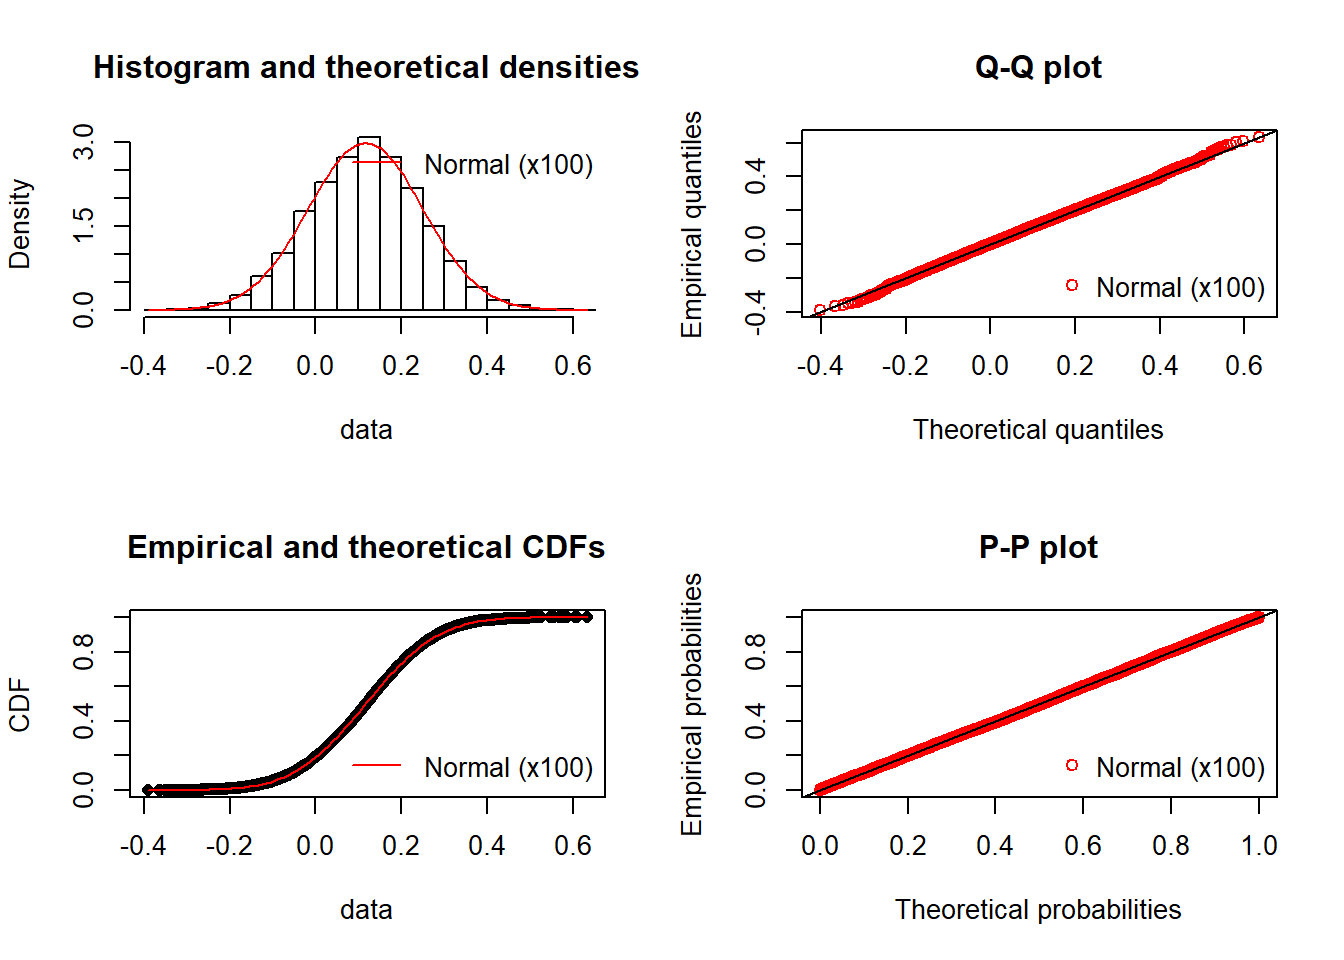 Histogram and theoretical densities
Density
0.0 1.5 3.0
Normal (x100)
-0.4 -0.2 0.0 0.2 0.4 0.6
data
Q-Q plot
Empirical quantiles
-0.4 0.0 0.4
Normal (x100)
-0.4 -0.2 0.0 0.2 0.4 0.6
Theoretical quantiles
Empirical and theoretical CDFs
CDF
0.0 0.4 0.8
Normal (x100)
-0.4 -0.2 0.0 0.2 0.4 0.6
data
P-P plot
Empirical probabilities
0.0 0.4 0.8
Normal (x100)
0.0 0.2 0.4 0.6 0.8 1.0
Theoretical probabilities